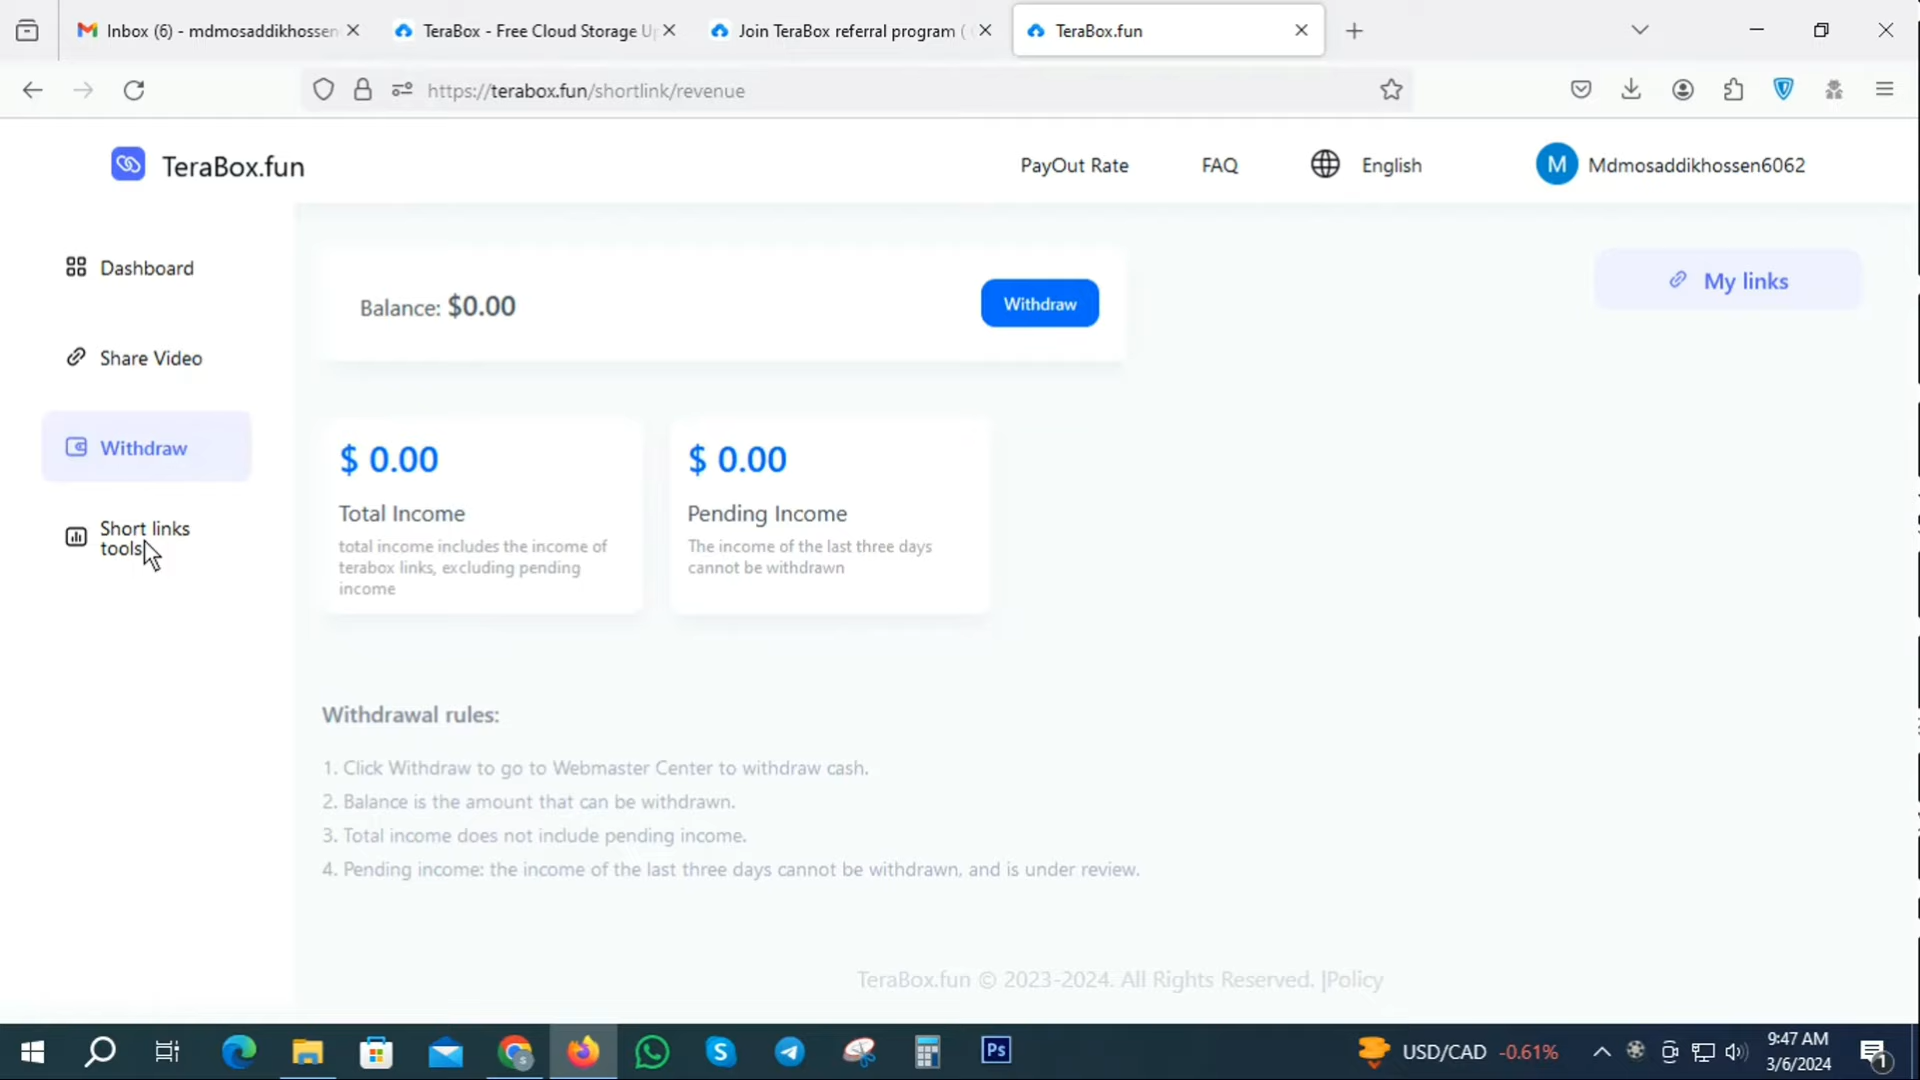 Inbox (6) - mdmosaddikhossen
TeraBox - Free Cloud Storage U
Join TeraBox referral program (
TeraBox.fun
https://terabox.fun/shortlink/revenue
TeraBox.fun
PayOut Rate
FAQ
English
M
Mdmosaddikhossen6062
Dashboard
Share Video
Withdraw
Short links
tools
Balance: $0.00
Withdraw
My links
$ 0.00
Total Income
total income includes the income of
terabox links, excluding pending
income
$ 0.00
Pending Income
The income of the last three days
cannot be withdrawn
Withdrawal rules:
1. Click Withdraw to go to Webmaster Center to withdraw cash.
2. Balance is the amount that can be withdrawn.
3. Total income does not include pending income.
4. Pending income: the income of the last three days cannot be withdrawn, and is under review.
TeraBox.fun © 2023-2024. All Rights Reserved. |Policy
Ps
USD/CAD -0.61%
9:47 AM
3/6/2024
1